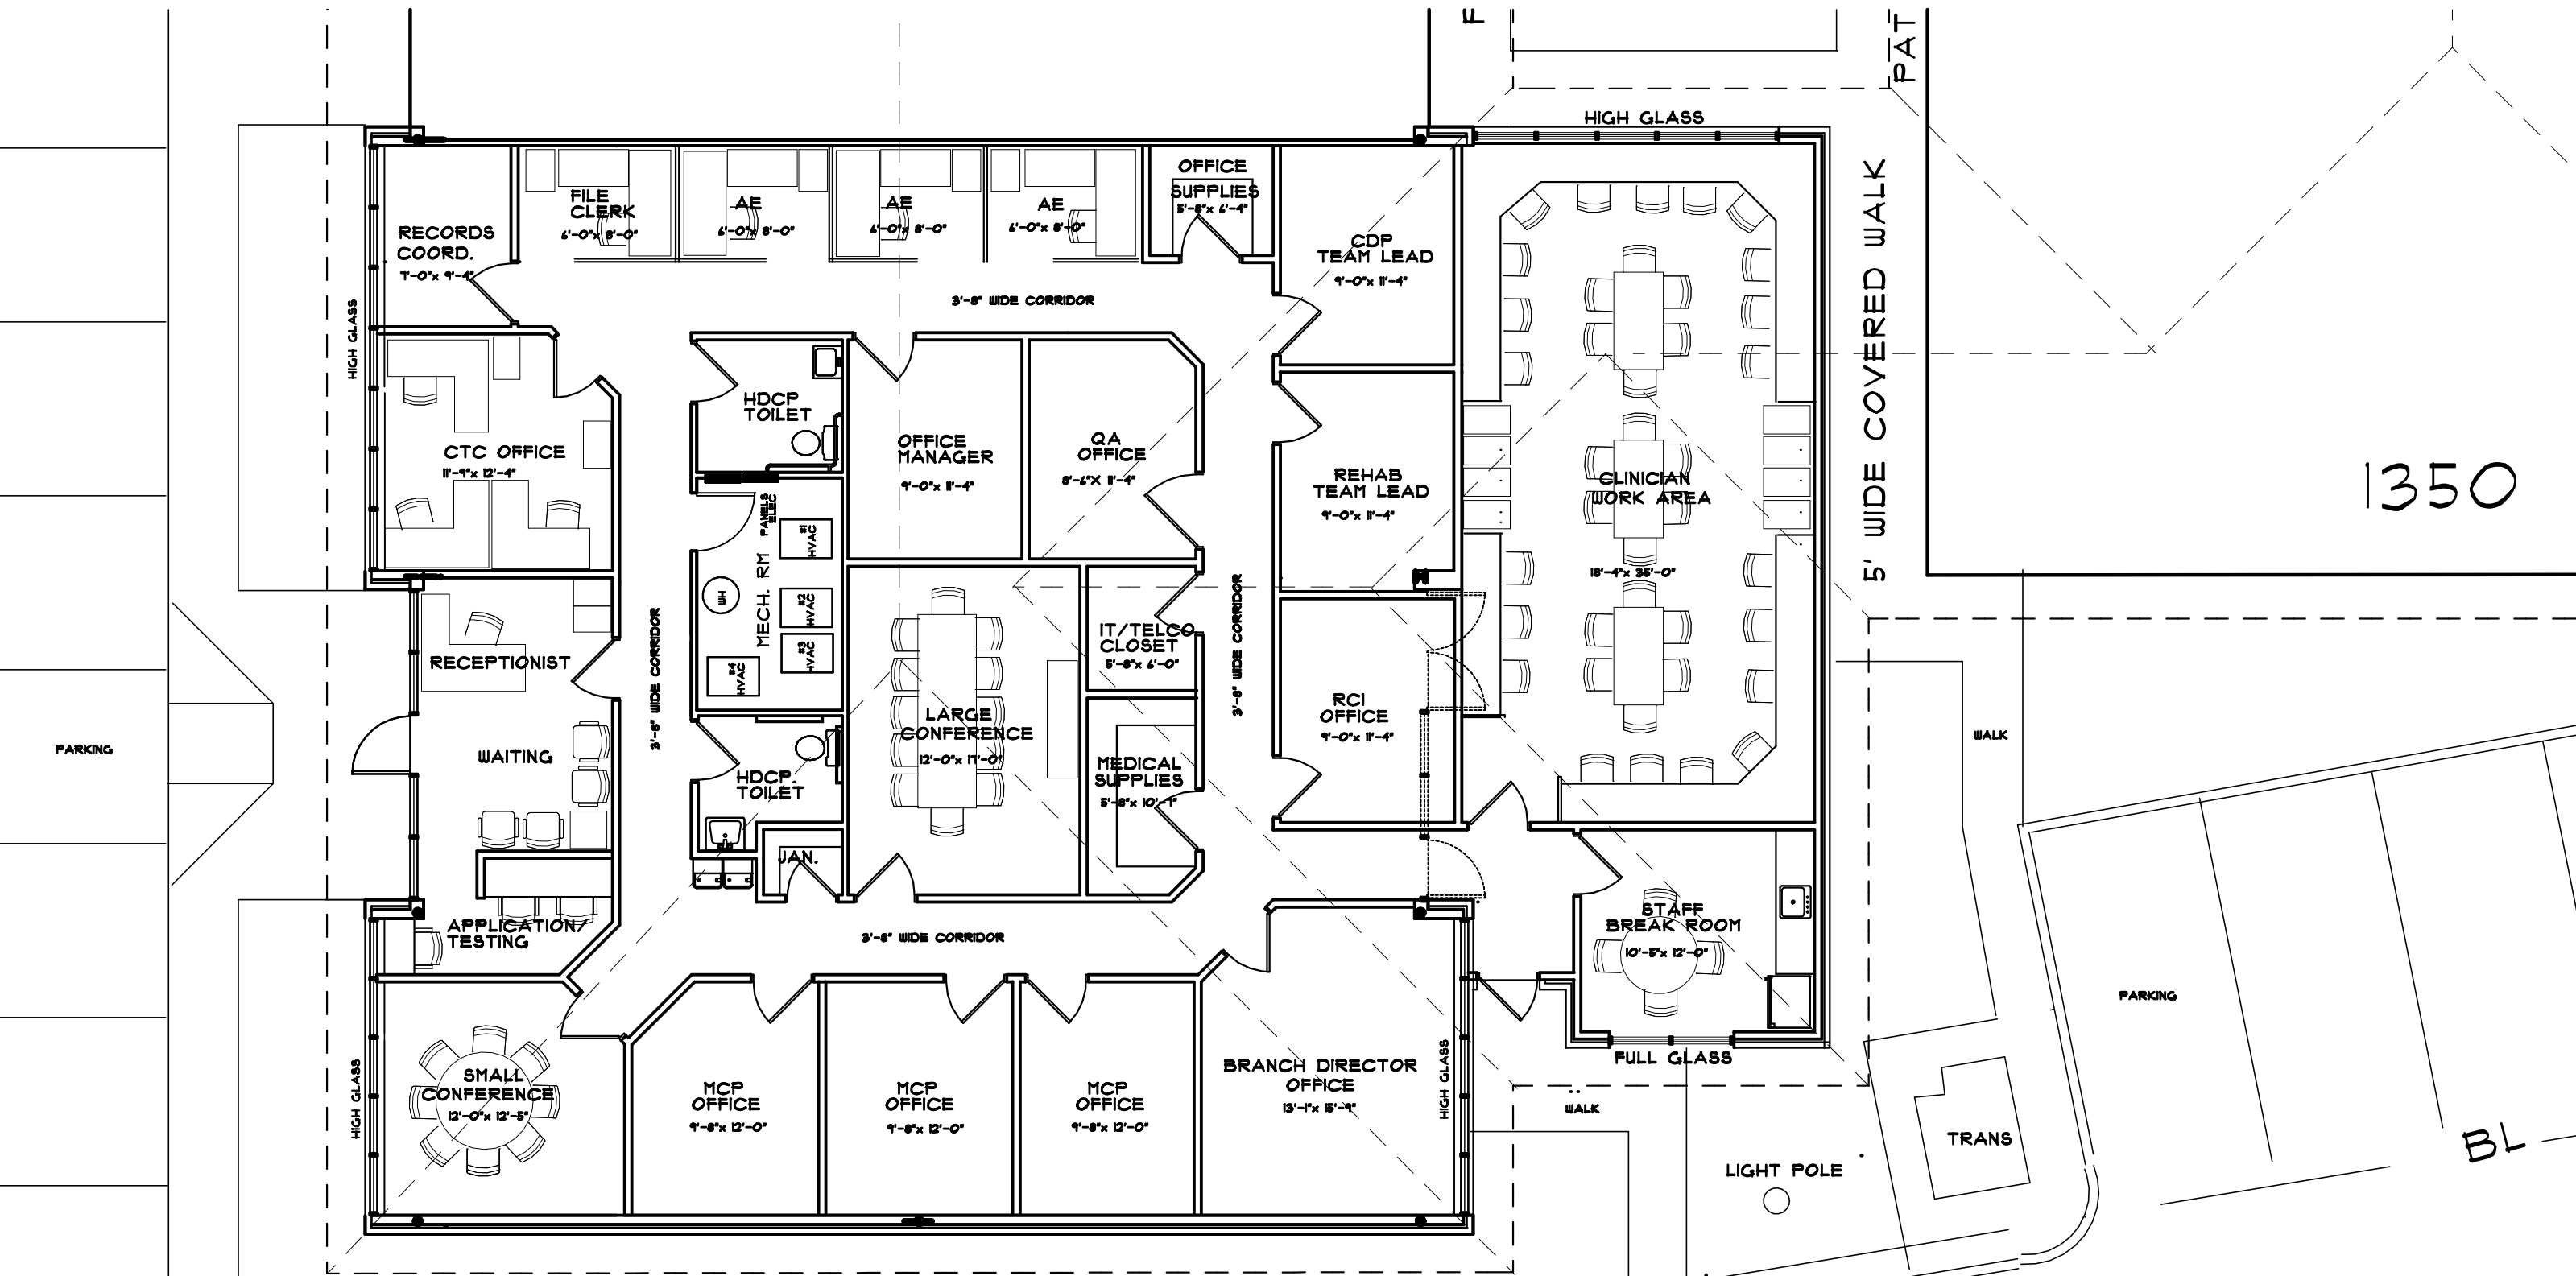 F
PAT
HIGH GLASS
5' WIDE COVERED WALK
1350
FILE
CLERK
6'-0"x 8'-0"
AE
6'-0"x 8'-0"
AE
6'-0"x 8'-0"
AE
6'-0"x 8'-0"
OFFICE
SUPPLIES
5'-8"x 6'-4"
RECORDS
COORD.
7'-0"x 9'-4"
CDP
TEAM LEAD
9'-0"x 11'-4"
3'-8" WIDE CORRIDOR
HIGH GLASS
HDCP
TOILET
CTC OFFICE
11'-9"x 12'-4"
OFFICE
MANAGER
9'-0"x 11'-4"
QA
OFFICE
8'-6"X 11'-4"
REHAB
TEAM LEAD
9'-0"x 11'-4"
CLINICIAN
WORK AREA
18'-4"x 35'-0"
PANELS
ELEC
#1
HVAC
MECH. RM
WH
#2
HVAC
#3
HVAC
#4
HVAC
3'-8" WIDE CORRIDOR
3'-8" WIDE CORRIDOR
IT/TELCO
CLOSET
5'-8"x 6'-0"
RECEPTIONIST
LARGE
CONFERENCE
12'-0"x 17'-0"
RCI
OFFICE
9'-0"x 11'-4"
PARKING
WAITING
HDCP.
TOILET
MEDICAL
SUPPLIES
5'-8"x 10'-7"
WALK
JAN.
APPLICATION/
TESTING
3'-8" WIDE CORRIDOR
STAFF
BREAK ROOM
10'-5"x 12'-0"
PARKING
FULL GLASS
HIGH GLASS
SMALL
CONFERENCE
12'-0"x 12'-5"
MCP
OFFICE
9'-8"x 12'-0"
MCP
OFFICE
9'-8"x 12'-0"
MCP
OFFICE
9'-8"x 12'-0"
BRANCH DIRECTOR
OFFICE
13'-1"x 15'-9"
HIGH GLASS
WALK
TRANS
LIGHT POLE
BL